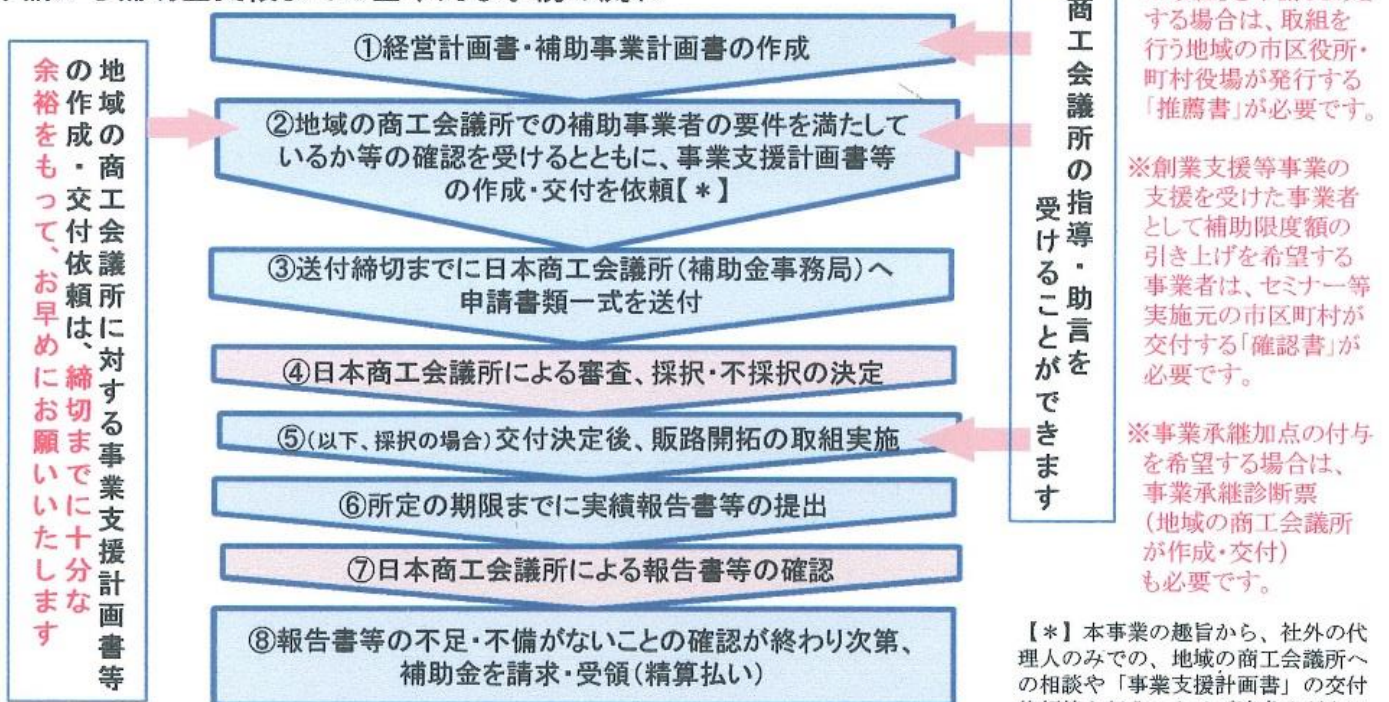 ①経営計画書・補助事業計画書の作成
②地域の商工会議所での補助事業者の要件を満たして
いるか等の確認を受けるとともに、事業支援計画書等
の作成・交付を依頼【*】
③送付締切までに日本商工会議所(補助金事務局)へ
申請書類一式を送付
④日本商工会議所による審査、採択・不採択の決定
⑤(以下、採択の場合)交付決定後、販路開拓の取組実施
⑥所定の期限までに実績報告書等の提出
⑦日本商工会議所による報告書等の確認
⑧報告書等の不足・不備がないことの確認が終わり次第、
補助金を請求・受領(精算払い)
地域の商工会議所に対する事業支援計画書等
の作成・交付依頼は、締切までに十分な
余裕をもって、お早めにお願いいたします
商工会議所の指導・助言を
受けることができます
する場合は、取組を
行う地域の市区役所・
町村役場が発行する
「推薦書」が必要です。
※創業支援等事業の
支援を受けた事業者
として補助限度額の
引き上げを希望する
事業者は、セミナー等
実施元の市区町村が
交付する「確認書」が
必要です。
※事業承継加点の付与
を希望する場合は、
事業承継診断票
(地域の商工会議所
が作成・交付)
も必要です。
【*】本事業の趣旨から、社外の代
理人のみでの、地域の商工会議所へ
の相談や「事業支援計画書」の交付